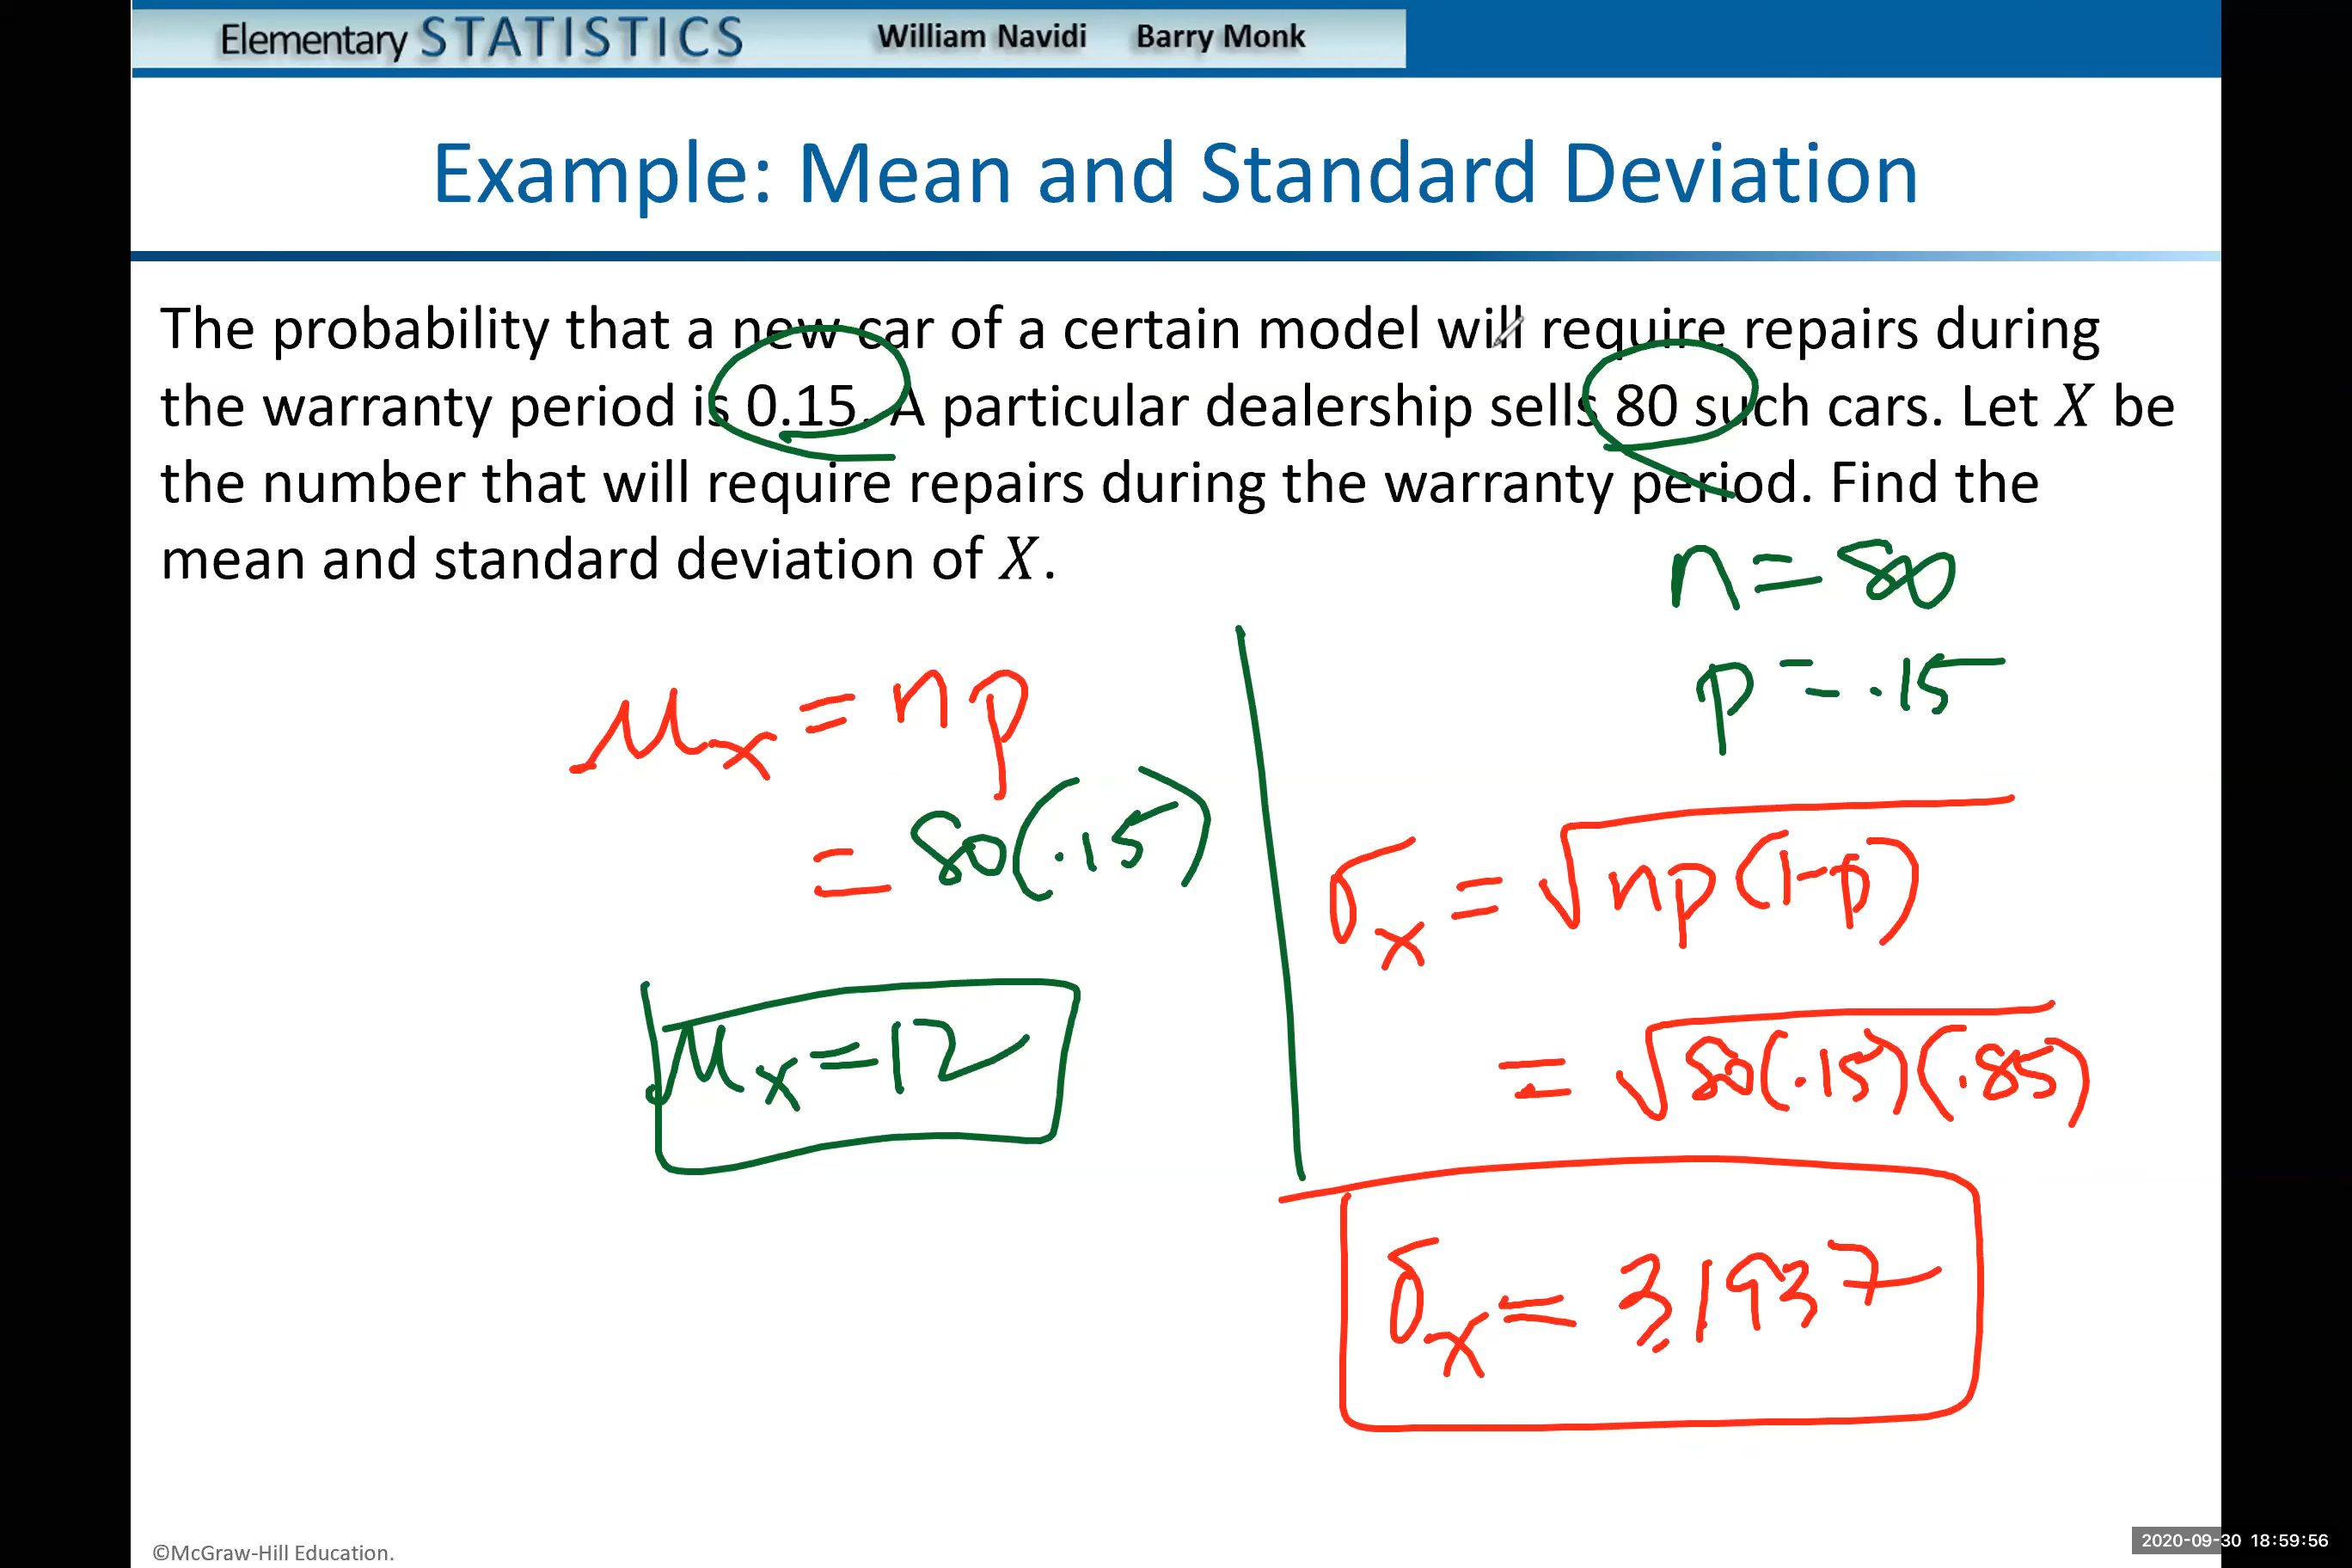 Elementary STATISTICS William Navidi Barry Monk
Example: Mean and Standard Deviation
The probability that a new car of a certain model will require repairs during
the warranty period is 0.15. A particular dealership sells 80 such cars. Let X be
the number that will require repairs during the warranty period. Find the
mean and standard deviation of X.
n = 80
p = .15
μx = np
= 80(.15)
μx = 12
σx = √np(1-p)
= √80(.15)(.85)
σx = 3.1937
©McGraw-Hill Education.
2020-09-30 18:59:56